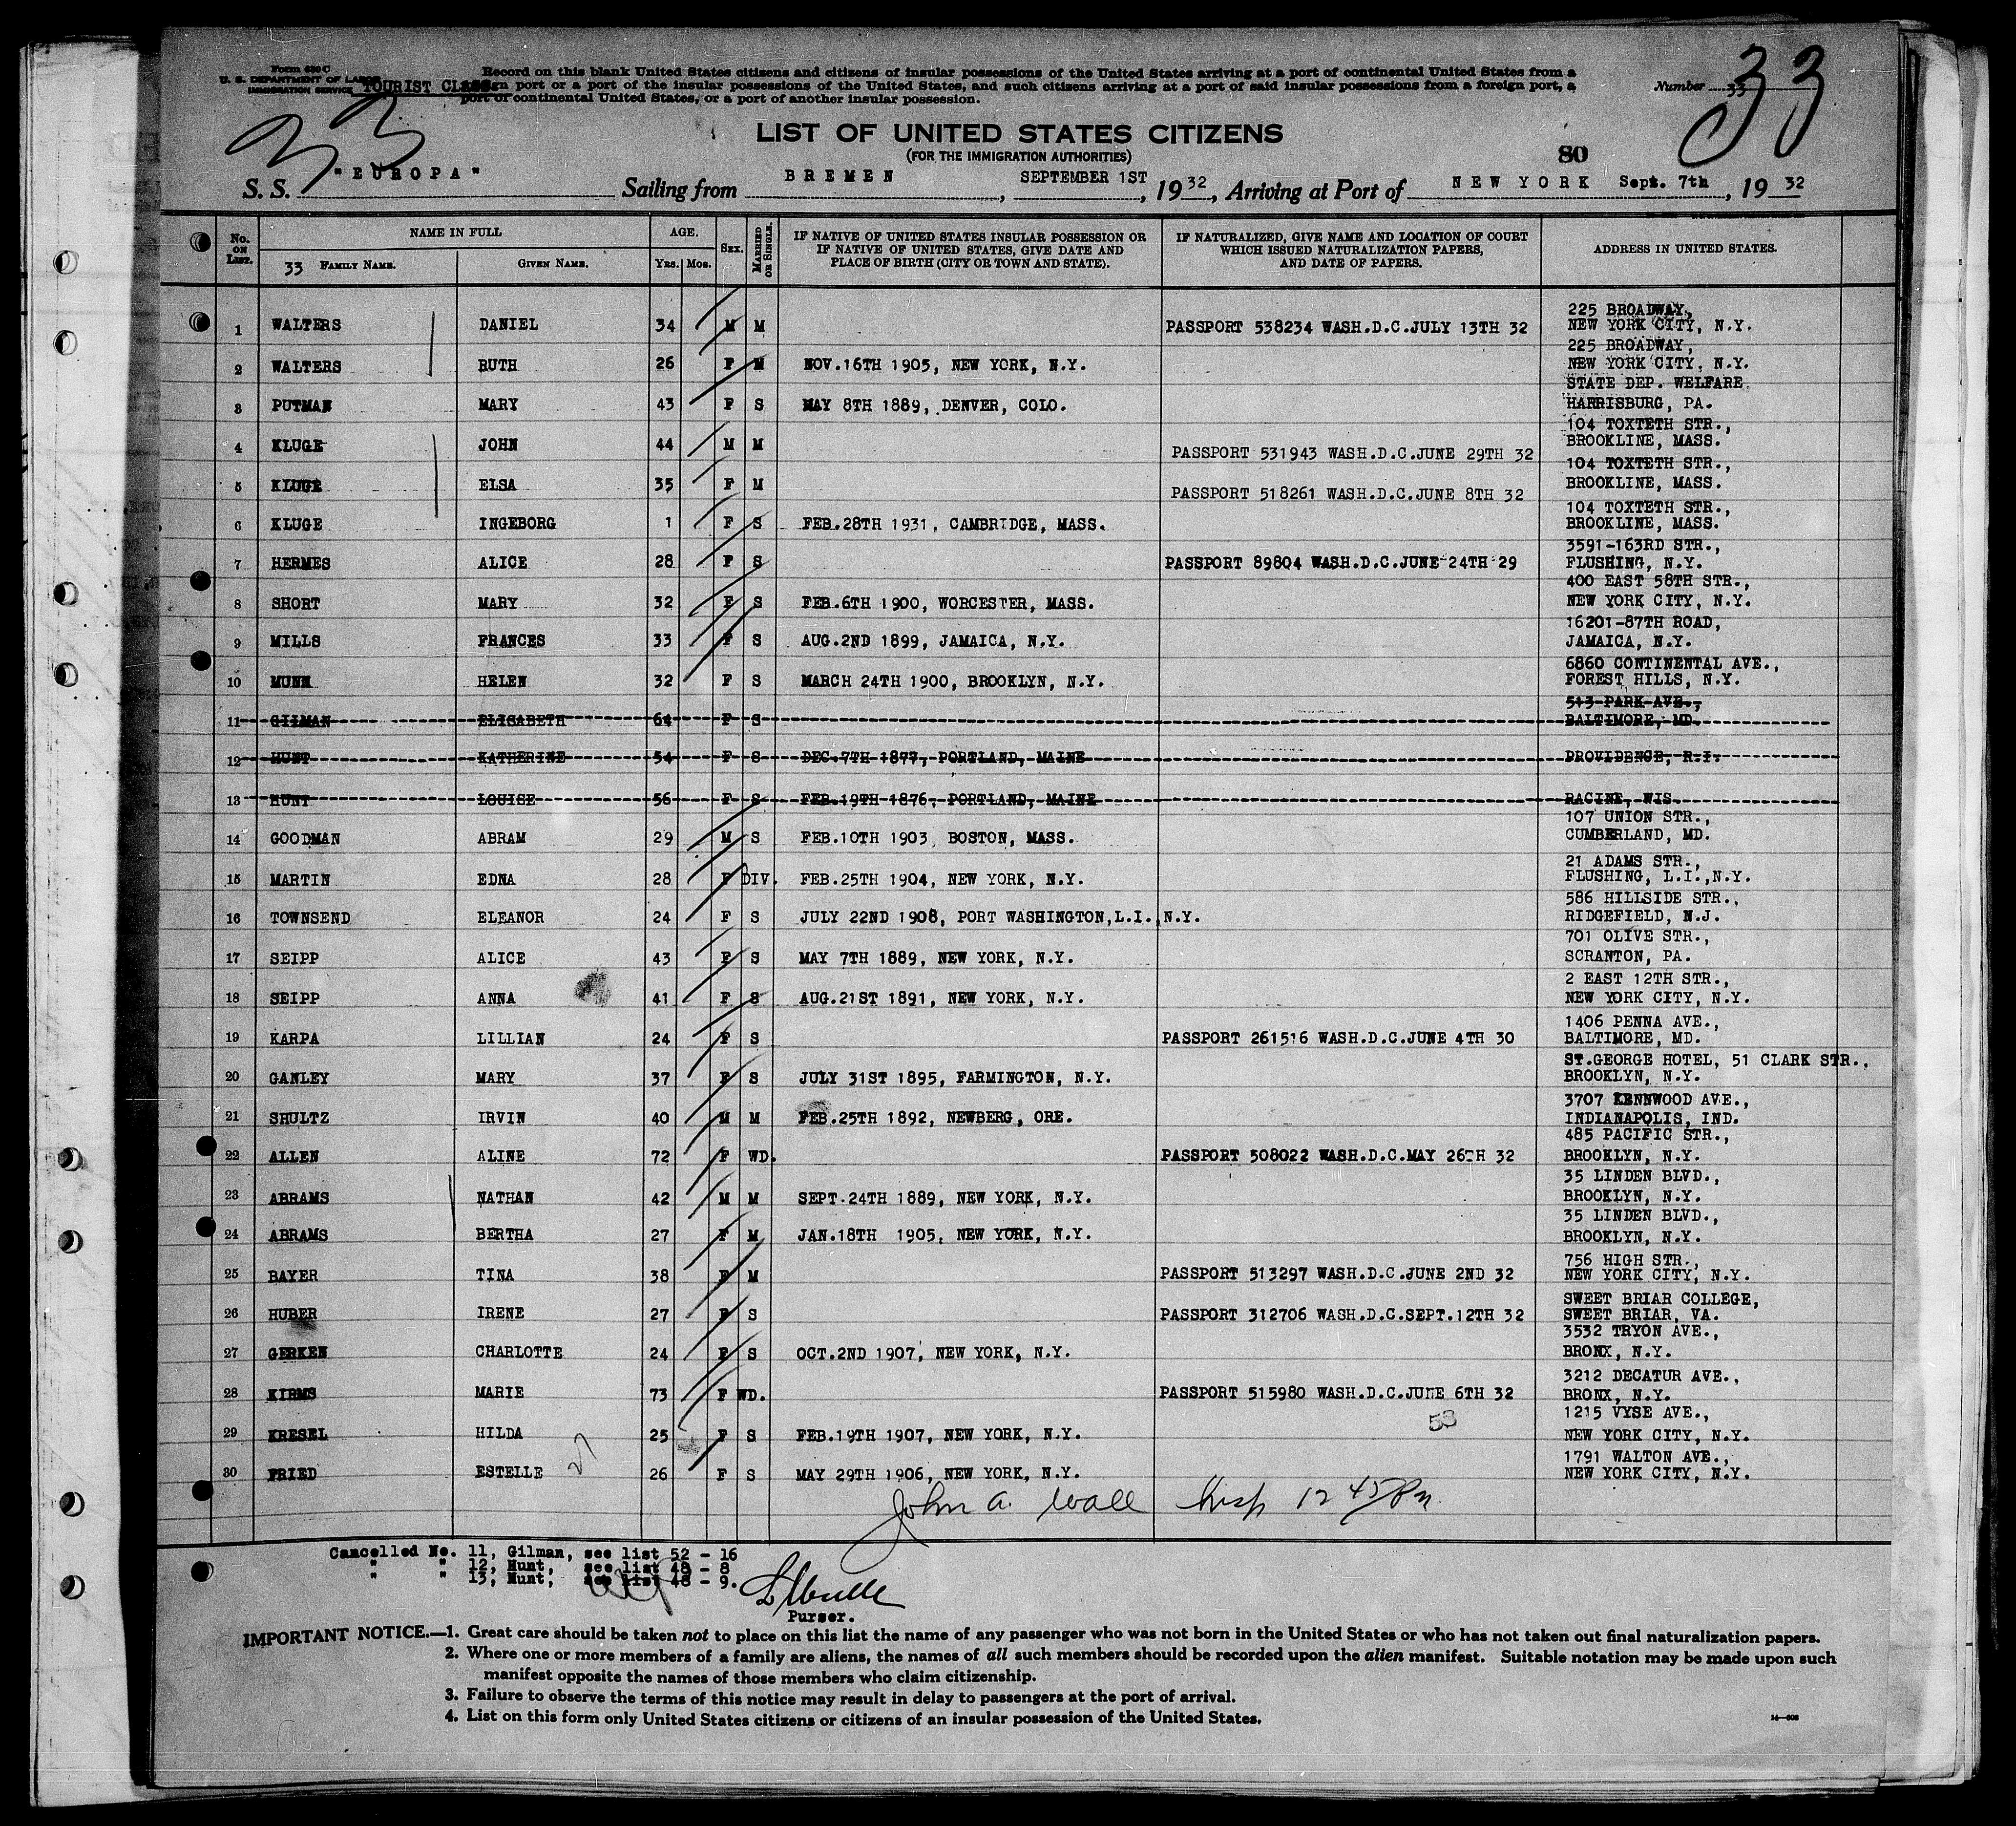 Form 630 C
U. S. DEPARTMENT OF LABOR
IMMIGRATION SERVICE
TOURIST CLASS
Record on this blank United States citizens and citizens of insular possessions of the United States arriving at a port of continental United States from a
port or a port of the insular possessions of the United States, and such citizens arriving at a port of said insular possessions from a foreign port, a
port of continental United States, or a port of another insular possession.
Number 33
33
33
LIST OF UNITED STATES CITIZENS
(FOR THE IMMIGRATION AUTHORITIES)
80
S. S. "EUROPA" Sailing from BREMEN, SEPTEMBER 1ST, 1932, Arriving at Port of NEW YORK Sept. 7th, 1932
No. ON LIST. NAME IN FULL AGE. SEX. MARRIED OR SINGLE. IF NATIVE OF UNITED STATES INSULAR POSSESSION OR IF NATIVE OF UNITED STATES, GIVE DATE AND PLACE OF BIRTH (CITY OR TOWN AND STATE). IF NATURALIZED, GIVE NAME AND LOCATION OF COURT WHICH ISSUED NATURALIZATION PAPERS, AND DATE OF PAPERS. ADDRESS IN UNITED STATES.
33 FAMILY NAME. GIVEN NAME. Yrs. Mos.
1 WALTERS DANIEL 34 M M PASSPORT 538234 WASH.D.C.JULY 13TH 32 225 BROADWAY, NEW YORK CITY, N.Y.
2 WALTERS RUTH 26 F M NOV.16TH 1905, NEW YORK, N.Y. 225 BROADWAY, NEW YORK CITY, N.Y.
3 PUTMAN MARY 43 F S MAY 8TH 1889, DENVER, COLO. STATE DEP. WELFARE HARRISBURG, PA.
4 KLUGE JOHN 44 M M PASSPORT 531943 WASH.D.C.JUNE 29TH 32 104 TOXTETH STR., BROOKLINE, MASS.
5 KLUGE ELSA 35 F M PASSPORT 518261 WASH.D.C.JUNE 8TH 32 104 TOXTETH STR., BROOKLINE, MASS.
6 KLUGE INGEBORG 1 F S FEB.28TH 1931, CAMBRIDGE, MASS. 104 TOXTETH STR., BROOKLINE, MASS.
7 HERMES ALICE 28 F S PASSPORT 89804 WASH.D.C.JUNE 24TH 29 3591-163RD STR., FLUSHING, N.Y.
8 SHORT MARY 32 F S FEB.6TH 1900, WORCESTER, MASS. 400 EAST 58TH STR., NEW YORK CITY, N.Y.
9 MILLS FRANCES 33 F S AUG.2ND 1899, JAMAICA, N.Y. 16201-87TH ROAD, JAMAICA, N.Y.
10 MUNN HELEN 32 F S MARCH 24TH 1900, BROOKLYN, N.Y. 6860 CONTINENTAL AVE., FOREST HILLS, N.Y.
11 GILMAN ELISABETH 64 F S 513 PARK AVE., BALTIMORE, MD.
12 HUNT KATHERINE 54 F S DEC.7TH 1877, PORTLAND, MAINE PROVIDENCE, R.I.
13 HUNT LOUISE 56 F S FEB.19TH 1876, PORTLAND, MAINE RACINE, WIS.
14 GOODMAN ABRAM 29 M S FEB.10TH 1903, BOSTON, MASS. 107 UNION STR., CUMBERLAND, MD.
15 MARTIN EDNA 28 F DIV. FEB.25TH 1904, NEW YORK, N.Y. 21 ADAMS STR., FLUSHING, L.I.,N.Y.
16 TOWNSEND ELEANOR 24 F S JULY 22ND 1908, PORT WASHINGTON,L.I.,N.Y. 586 HILLSIDE STR., RIDGEFIELD, N.J.
17 SEIPP ALICE 43 F S MAY 7TH 1889, NEW YORK, N.Y. 701 OLIVE STR., SCRANTON, PA.
18 SEIPP ANNA 41 F S AUG.21ST 1891, NEW YORK, N.Y. 2 EAST 12TH STR., NEW YORK CITY, N.Y.
19 KARPA LILLIAN 24 F S PASSPORT 261516 WASH.D.C.JUNE 4TH 30 1406 PENNA AVE., BALTIMORE, MD.
20 GANLEY MARY 37 F S JULY 31ST 1895, FARMINGTON, N.Y. ST.GEORGE HOTEL, 51 CLARK STR., BROOKLYN, N.Y.
21 SHULTZ IRVIN 40 M M FEB.25TH 1892, NEWBERG, ORE. 3707 KENNWOOD AVE., INDIANAPOLIS, IND.
22 ALLEN ALINE 72 F WD. PASSPORT 508022 WASH.D.C.MAY 26TH 32 485 PACIFIC STR., BROOKLYN, N.Y.
23 ABRAMS NATHAN 42 M M SEPT.24TH 1889, NEW YORK, N.Y. 35 LINDEN BLVD., BROOKLYN, N.Y.
24 ABRAMS BERTHA 27 F M JAN.18TH 1905, NEW YORK, N.Y. 35 LINDEN BLVD., BROOKLYN, N.Y.
25 BAYER TINA 38 F M PASSPORT 513297 WASH.D.C.JUNE 2ND 32 756 HIGH STR., NEW YORK CITY, N.Y.
26 HUBER IRENE 27 F S PASSPORT 312706 WASH.D.C.SEPT.12TH 32 SWEET BRIAR COLLEGE, SWEET BRIAR, VA.
27 GERKEN CHARLOTTE 24 F S OCT.2ND 1907, NEW YORK, N.Y. 3532 TRYON AVE., BRONX, N.Y.
28 KIRMS MARIE 73 F WD. PASSPORT 515980 WASH.D.C.JUNE 6TH 32 3212 DECATUR AVE., BRONX, N.Y.
53
29 KRESEL HILDA 25 F S FEB.19TH 1907, NEW YORK, N.Y. 1215 VYSE AVE., NEW YORK CITY, N.Y.
27
30 FRIED ESTELLE 26 F S MAY 29TH 1906, NEW YORK, N.Y. 1791 WALTON AVE., NEW YORK CITY, N.Y.
John A. Wall Insp 12 45 Pm
Cancelled No. 11, Gilman, see list 52 - 16
" " 12, Hunt, see list 48 - 8
" " 13, Hunt, see list 48 - 9.
Purser.
IMPORTANT NOTICE.—1. Great care should be taken not to place on this list the name of any passenger who was not born in the United States or who has not taken out final naturalization papers.
2. Where one or more members of a family are aliens, the names of all such members should be recorded upon the alien manifest. Suitable notation may be made upon such
manifest opposite the names of those members who claim citizenship.
3. Failure to observe the terms of this notice may result in delay to passengers at the port of arrival.
4. List on this form only United States citizens or citizens of an insular possession of the United States.